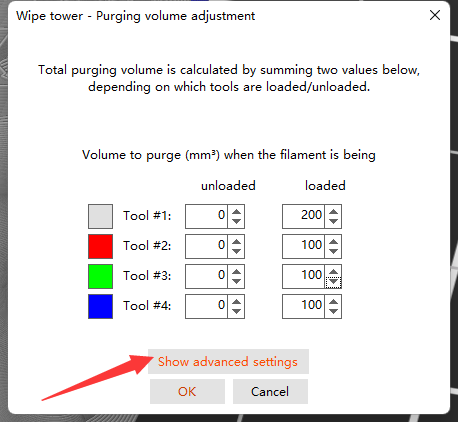 Wipe tower - Purging volume adjustment
Total purging volume is calculated by summing two values below,
depending on which tools are loaded/unloaded.
Volume to purge (mm³) when the filament is being
unloaded loaded
Tool #1: 0 200
Tool #2: 0 100
Tool #3: 0 100
Tool #4: 0 100
Show advanced settings
OK Cancel